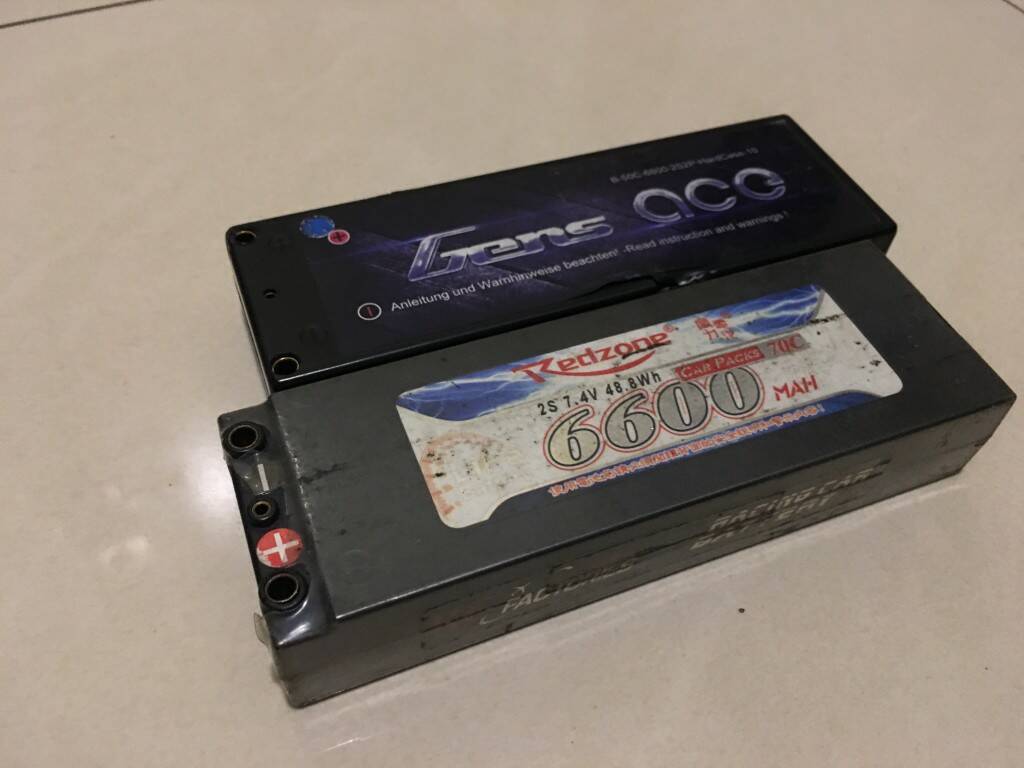 B-50C-6600-2S2P-HardCase-10
Gens ace
Anleitung und Warnhinweise beachten! -Read instruction and warnings!
Redzone®
2S 7.4V 48.8Wh
CAR PACKS 70C
6600 MAH
RACING CAR
FACTORIES